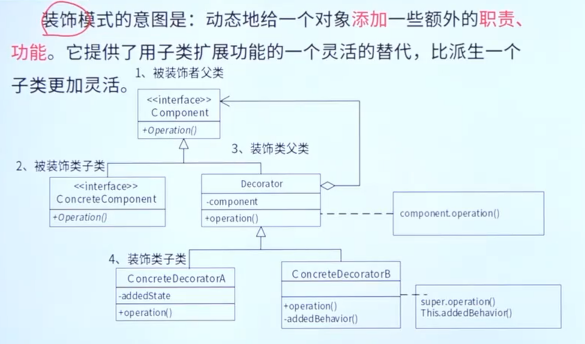 装饰模式的意图是：动态地给一个对象添加一些额外的职责、
功能。它提供了用子类扩展功能的一个灵活的替代，比派生一个
子类更加灵活。
1、被装饰者父类
<<interface>>
Component
+Operation()
3、装饰类父类
2、被装饰类子类
<<interface>>
ConcreteComponent
+Operation()
Decorator
-component
+operation()
component.operation()
4、装饰类子类
ConcreteDecoratorA
-addedState
+operation()
ConcreteDecoratorB
+operation()
-addedBehavior()
super.operation()
This.addedBehavior()